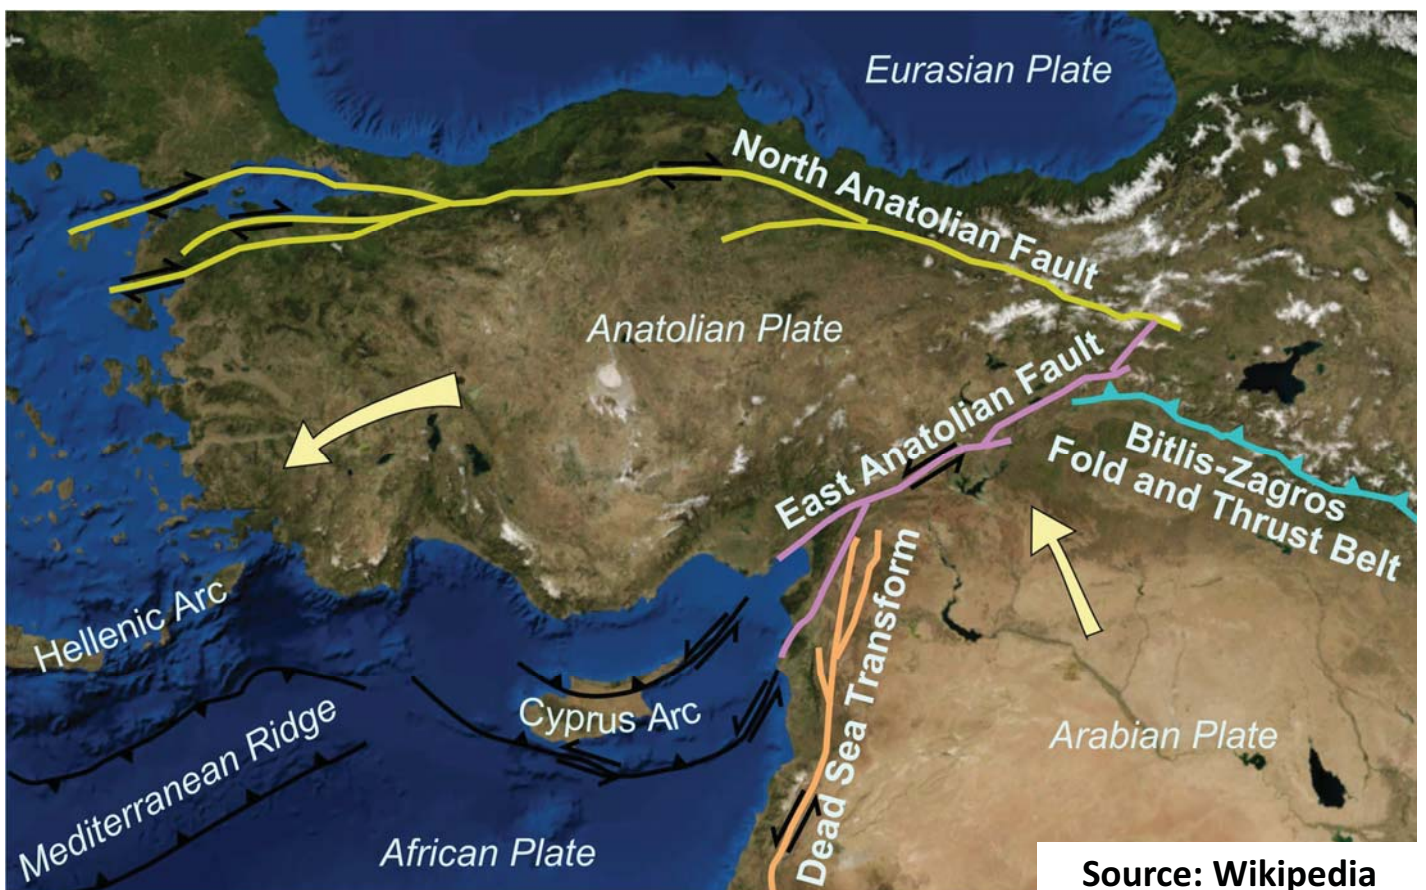 Eurasian Plate
North Anatolian Fault
Anatolian Plate
East Anatolian Fault
Bitlis-Zagros
Fold and Thrust Belt
Hellenic Arc
Cyprus Arc
Mediterranean Ridge
Dead Sea Transform
Arabian Plate
African Plate
Source: Wikipedia